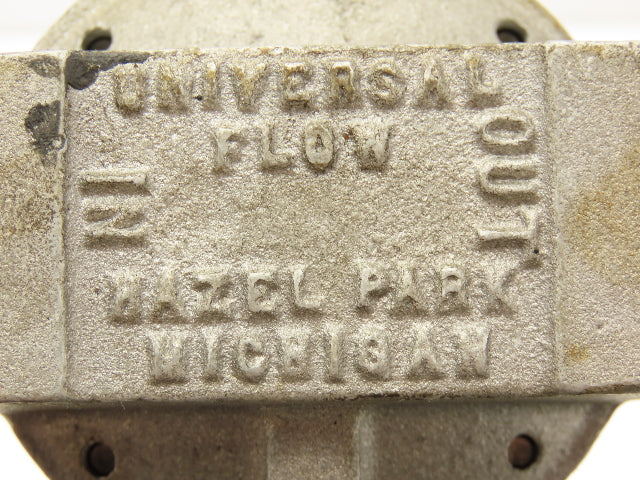 UNIVERSAL
FLOW
IN
OUT
HAZEL PARK
MICHIGAN